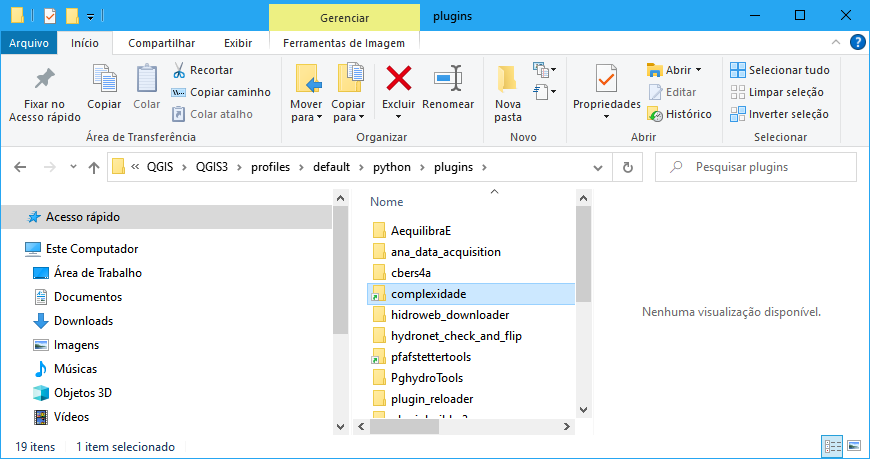 Gerenciar
plugins
Arquivo
Início
Compartilhar
Exibir
Ferramentas de Imagem
Fixar no
Acesso rápido
Copiar
Colar
Recortar
Copiar caminho
Colar atalho
Área de Transferência
Mover
para
Copiar
para
Excluir
Renomear
Organizar
Nova
pasta
Novo
Propriedades
Abrir
Editar
Histórico
Abrir
Selecionar tudo
Limpar seleção
Inverter seleção
Selecionar
« QGIS > QGIS3 > profiles > default > python > plugins >
Pesquisar plugins
Acesso rápido
Este Computador
Área de Trabalho
Documentos
Downloads
Imagens
Músicas
Objetos 3D
Vídeos
Nome
AequilibraE
ana_data_acquisition
cbers4a
complexidade
hidroweb_downloader
hydronet_check_and_flip
pfafstettertools
PghydroTools
plugin_reloader
Nenhuma visualização disponível.
19 itens
1 item selecionado